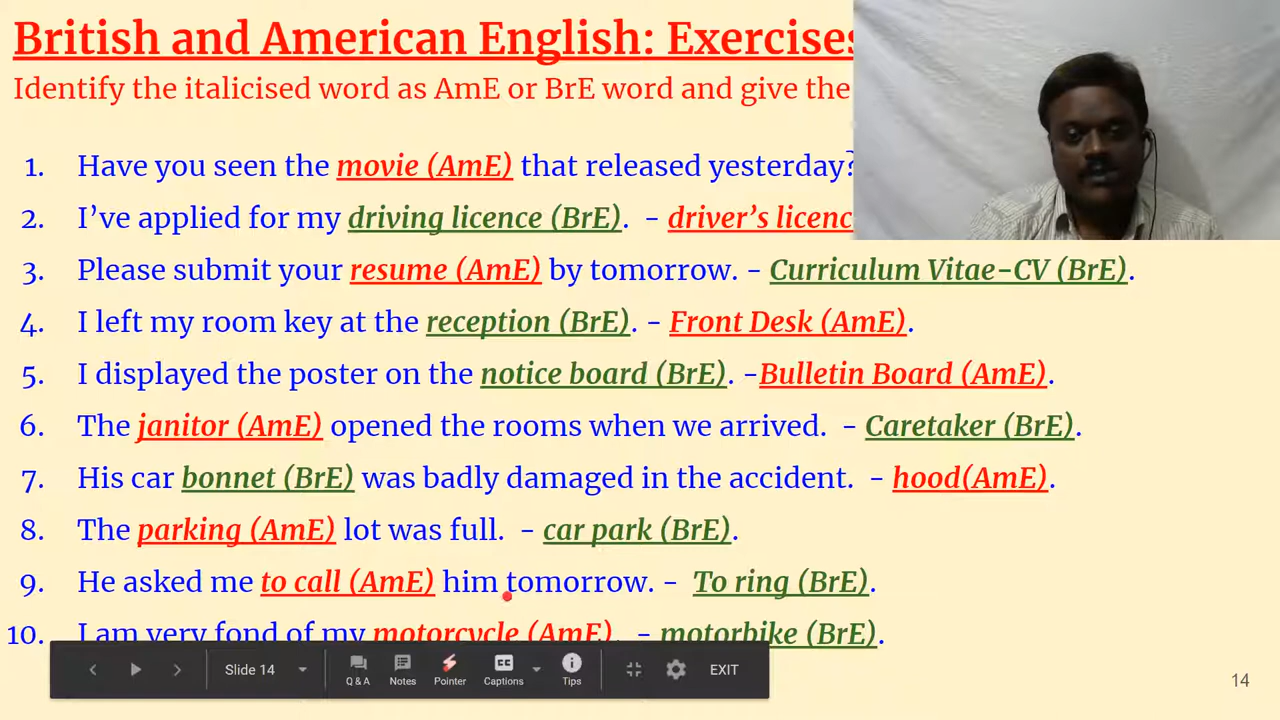 British and American English: Exercises
Identify the italicised word as AmE or BrE word and give the
1. Have you seen the movie (AmE) that released yesterday?
2. I’ve applied for my driving licence (BrE). - driver’s licenc
3. Please submit your resume (AmE) by tomorrow. - Curriculum Vitae-CV (BrE).
4. I left my room key at the reception (BrE). - Front Desk (AmE).
5. I displayed the poster on the notice board (BrE). -Bulletin Board (AmE).
6. The janitor (AmE) opened the rooms when we arrived. - Caretaker (BrE).
7. His car bonnet (BrE) was badly damaged in the accident. - hood(AmE).
8. The parking (AmE) lot was full. - car park (BrE).
9. He asked me to call (AmE) him tomorrow. - To ring (BrE).
10. I am very fond of my motorcycle (AmE). - motorbike (BrE).
Slide 14 Q & A Notes Pointer CC Captions Tips EXIT
14